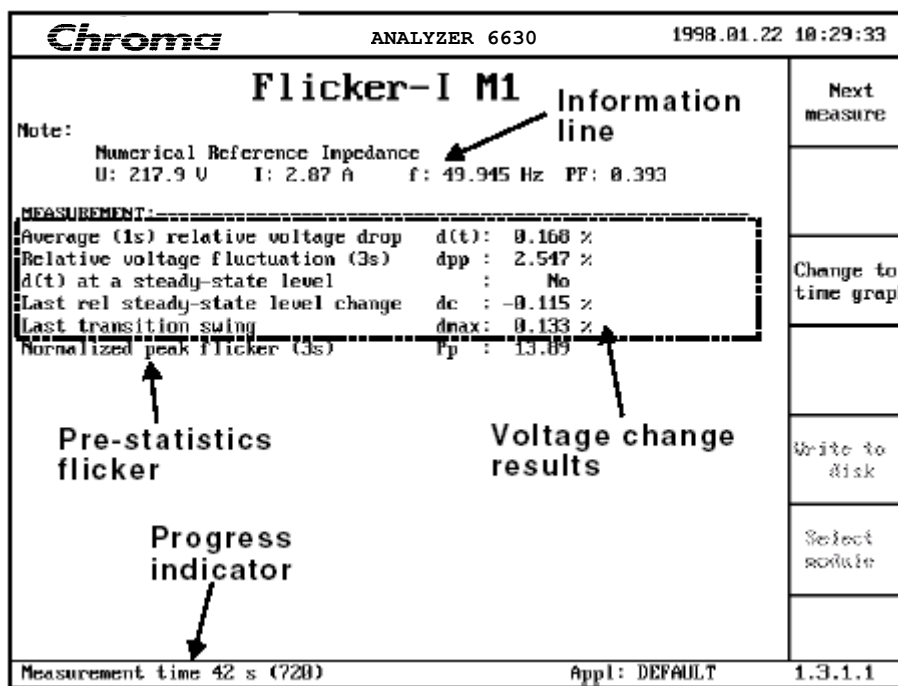 Chroma ANALYZER 6630 1998.01.22 10:29:33
Flicker-I M1
Next
measure
Information
line
Note:
Numerical Reference Impedance
U: 217.9 V I: 2.87 A f: 49.945 Hz PF: 0.393
MEASUREMENT:
Average (1s) relative voltage drop d(t): 0.168 %
Relative voltage fluctuation (3s) dpp : 2.547 %
d(t) at a steady-state level : No
Last rel steady-state level change dc : -0.115 %
Last transition swing dmax: 0.133 %
Normalized peak flicker (3s) Pp : 13.89
Change to
time grap
Pre-statistics
flicker
Voltage change
results
Write to
disk
Progress
indicator
Select
module
Measurement time 42 s (720) Appl: DEFAULT 1.3.1.1